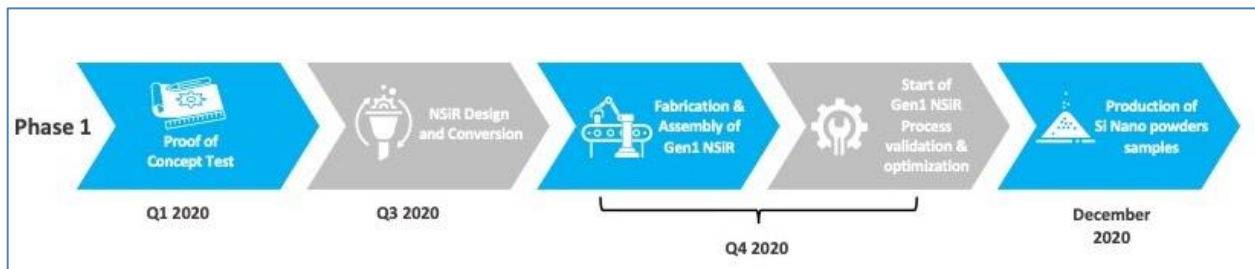 Phase 1
Proof of
Concept Test
NSiR Design
and Conversion
Fabrication &
Assembly of
Gen1 NSiR
Start of
Gen1 NSiR
Process
validation &
optimization
Production of
Si Nano powders
samples
Q1 2020
Q3 2020
Q4 2020
December
2020